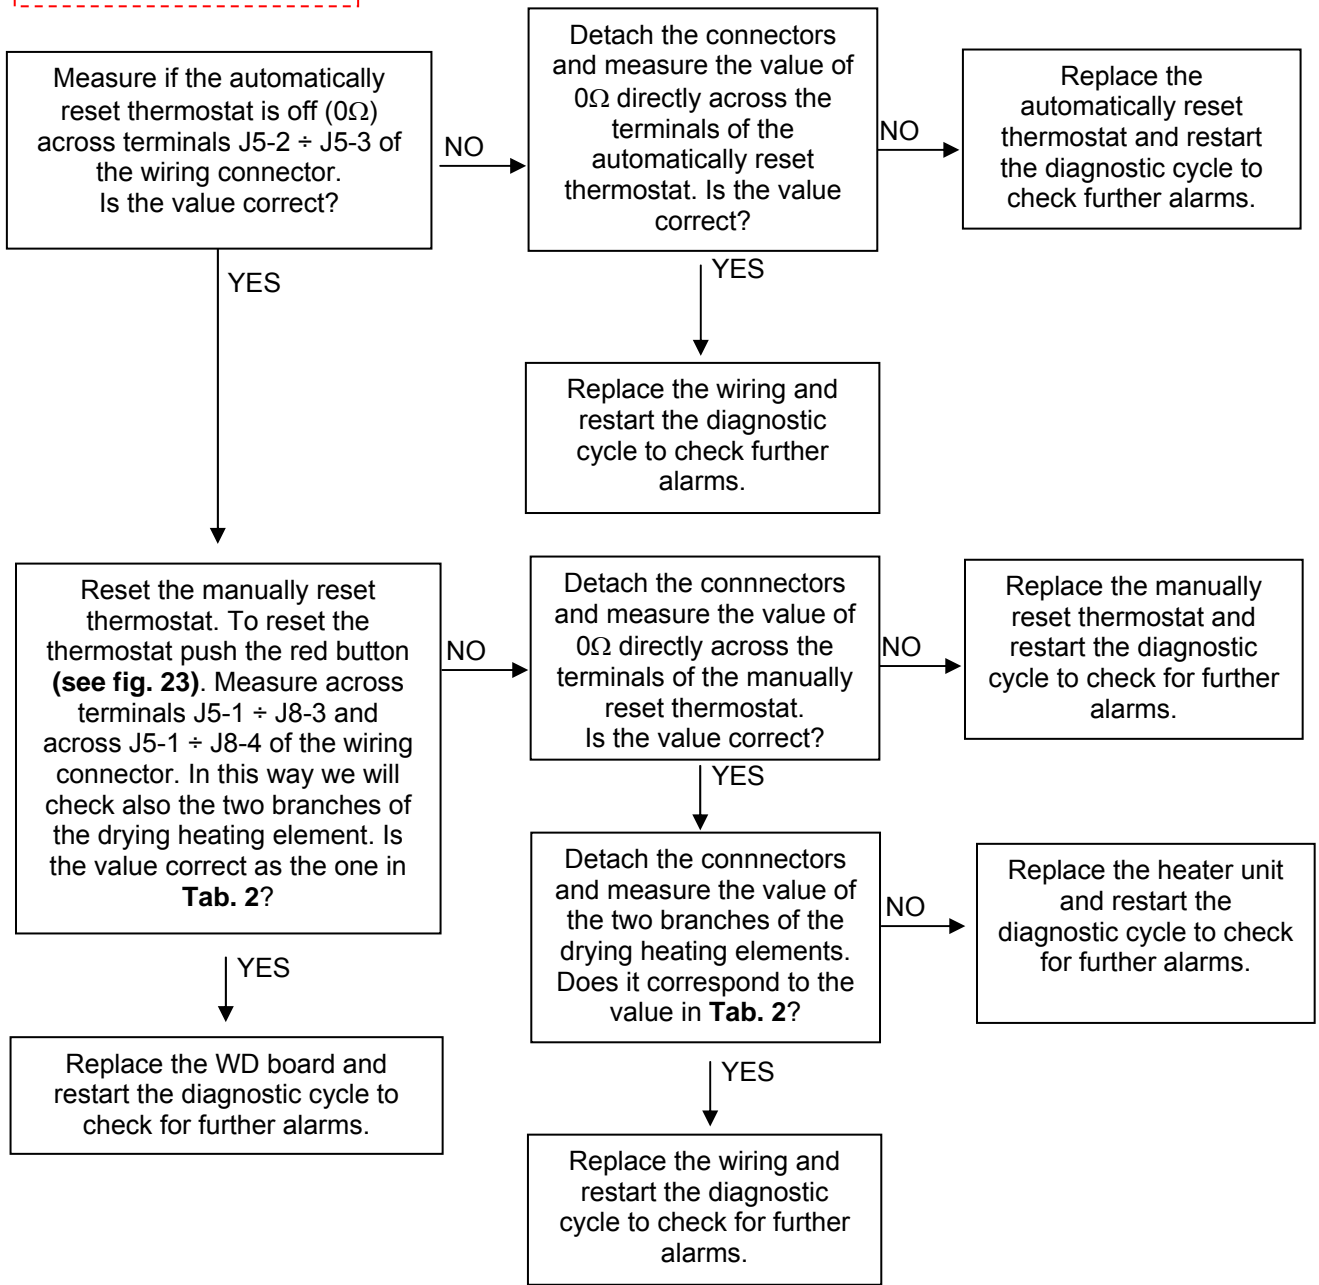 Measure if the automatically
reset thermostat is off (0Ω)
across terminals J5-2 ÷ J5-3 of
the wiring connector.
Is the value correct?
NO
Detach the connectors
and measure the value of
0Ω directly across the
terminals of the
automatically reset
thermostat. Is the value
correct?
NO
Replace the
automatically reset
thermostat and restart
the diagnostic cycle to
check further alarms.
YES
YES
Replace the wiring and
restart the diagnostic
cycle to check further
alarms.
Reset the manually reset
thermostat. To reset the
thermostat push the red button
(see fig. 23). Measure across
terminals J5-1 ÷ J8-3 and
across J5-1 ÷ J8-4 of the wiring
connector. In this way we will
check also the two branches of
the drying heating element. Is
the value correct as the one in
Tab. 2?
NO
Detach the connnectors
and measure the value of
0Ω directly across the
terminals of the manually
reset thermostat.
Is the value correct?
NO
Replace the manually
reset thermostat and
restart the diagnostic
cycle to check for further
alarms.
YES
Detach the connnectors
and measure the value of
the two branches of the
drying heating elements.
Does it correspond to the
value in Tab. 2?
NO
Replace the heater unit
and restart the
diagnostic cycle to check
for further alarms.
YES
Replace the WD board and
restart the diagnostic cycle to
check for further alarms.
YES
Replace the wiring and
restart the diagnostic
cycle to check for further
alarms.